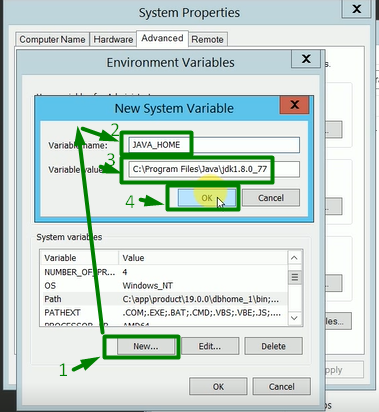 System Properties
X
Computer Name
Hardware
Advanced
Remote
Environment Variables
X
New System Variable
X
2
Variable name:
JAVA_HOME
3
Variable value:
C:\Program Files\Java\jdk1.8.0_77
4
OK
Cancel
System variables
Variable
Value
NUMBER_OF_PR...
4
OS
Windows_NT
Path
C:\app\product\19.0.0\dbhome_1\bin;...
PATHEXT
.COM;.EXE;.BAT;.CMD;.VBS;.VBE;.JS;....
AMD64
1
New...
Edit...
Delete
les...
OK
Cancel
pply